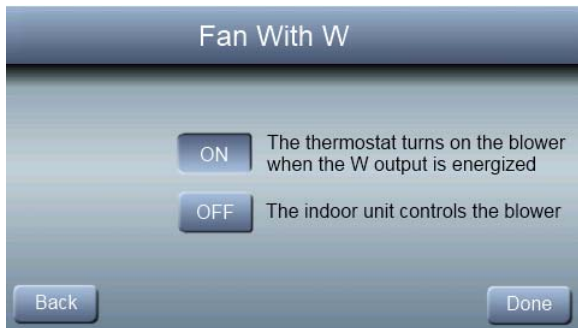 Fan With W
ON
The thermostat turns on the blower
when the W output is energized
OFF
The indoor unit controls the blower
Back
Done